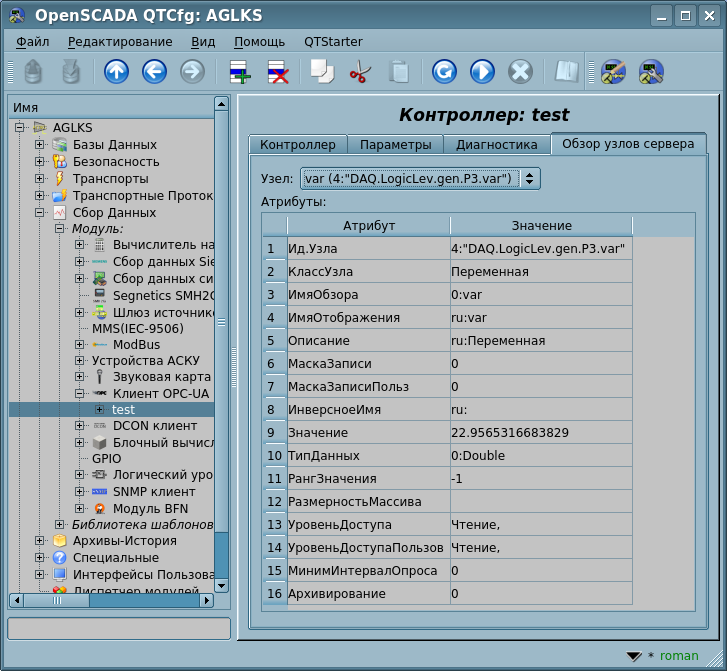 OpenSCADA QTCfg: AGLKS
Файл Редактирование Вид Помощь QTStarter
Имя
AGLKS
Базы Данных
Безопасность
Транспорты
Транспортные Проток
Сбор Данных
Модуль:
Вычислитель на
Сбор данных Sie
Сбор данных си
Segnetics SMH2G
Шлюз источник
MMS(IEC-9506)
ModBus
Устройства АСКУ
Звуковая карта
Клиент OPC-UA
test
DCON клиент
Блочный вычисл
GPIO
Логический уро
SNMP клиент
Модуль BFN
Библиотека шаблонов
Архивы-История
Специальные
Интерфейсы Пользова
Диспетчер модулей
Контроллер: test
Контроллер Параметры Диагностика Обзор узлов сервера
Узел: var (4:"DAQ.LogicLev.gen.P3.var")
Атрибуты:
Атрибут Значение
1 Ид.Узла 4:"DAQ.LogicLev.gen.P3.var"
2 КлассУзла Переменная
3 ИмяОбзора 0:var
4 ИмяОтображения ru:var
5 Описание ru:Переменная
6 МаскаЗаписи 0
7 МаскаЗаписиПольз 0
8 ИнверсноеИмя ru:
9 Значение 22.9565316683829
10 ТипДанных 0:Double
11 РангЗначения -1
12 РазмерностьМассива
13 УровеньДоступа Чтение,
14 УровеньДоступаПользов Чтение,
15 МинимИнтервалОпроса 0
16 Архивирование 0
* roman